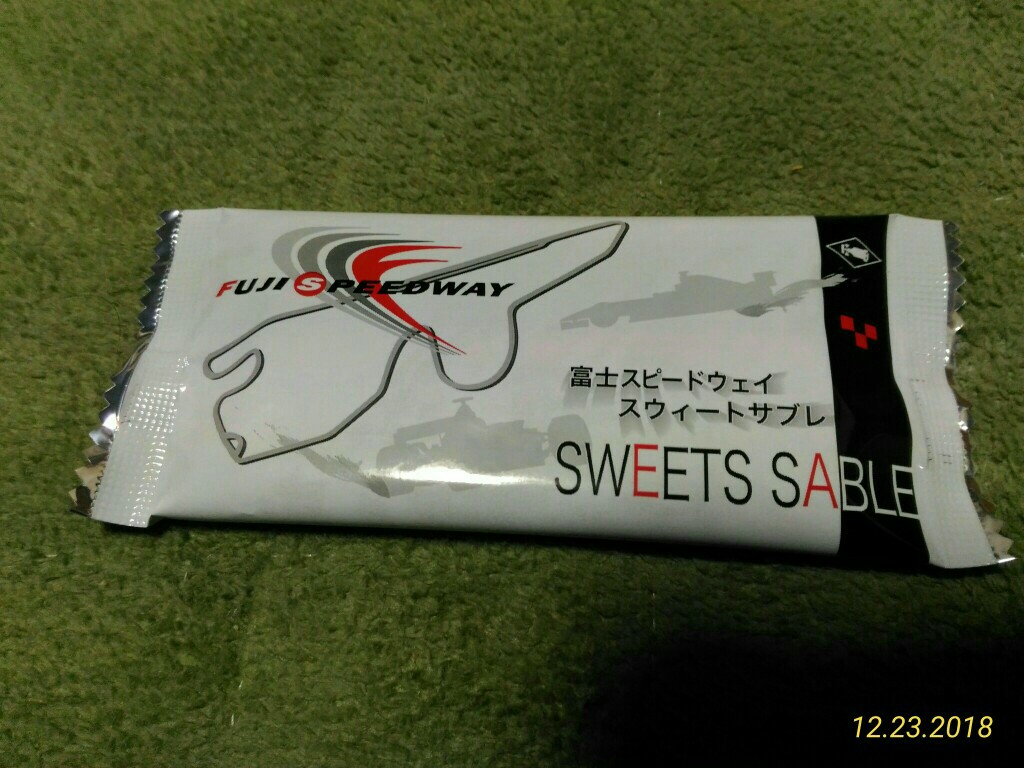 FUJI SPEEDWAY
富士スピードウェイ
スウィートサブレ
SWEETS SABLE
12.23.2018